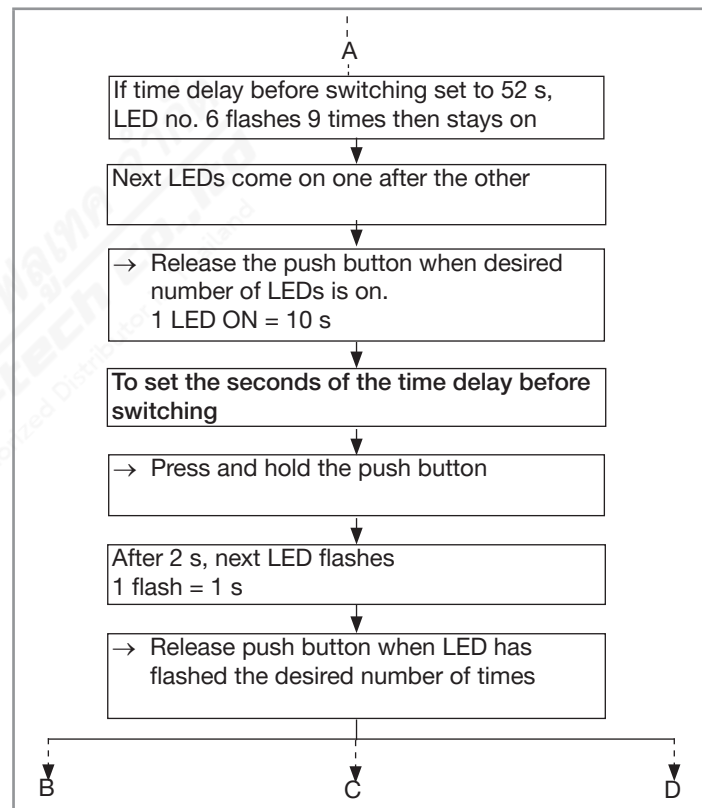 A
If time delay before switching set to 52 s,
LED no. 6 flashes 9 times then stays on
Next LEDs come on one after the other
→ Release the push button when desired
number of LEDs is on.
1 LED ON = 10 s
To set the seconds of the time delay before
switching
→ Press and hold the push button
After 2 s, next LED flashes
1 flash = 1 s
→ Release push button when LED has
flashed the desired number of times
B
C
D